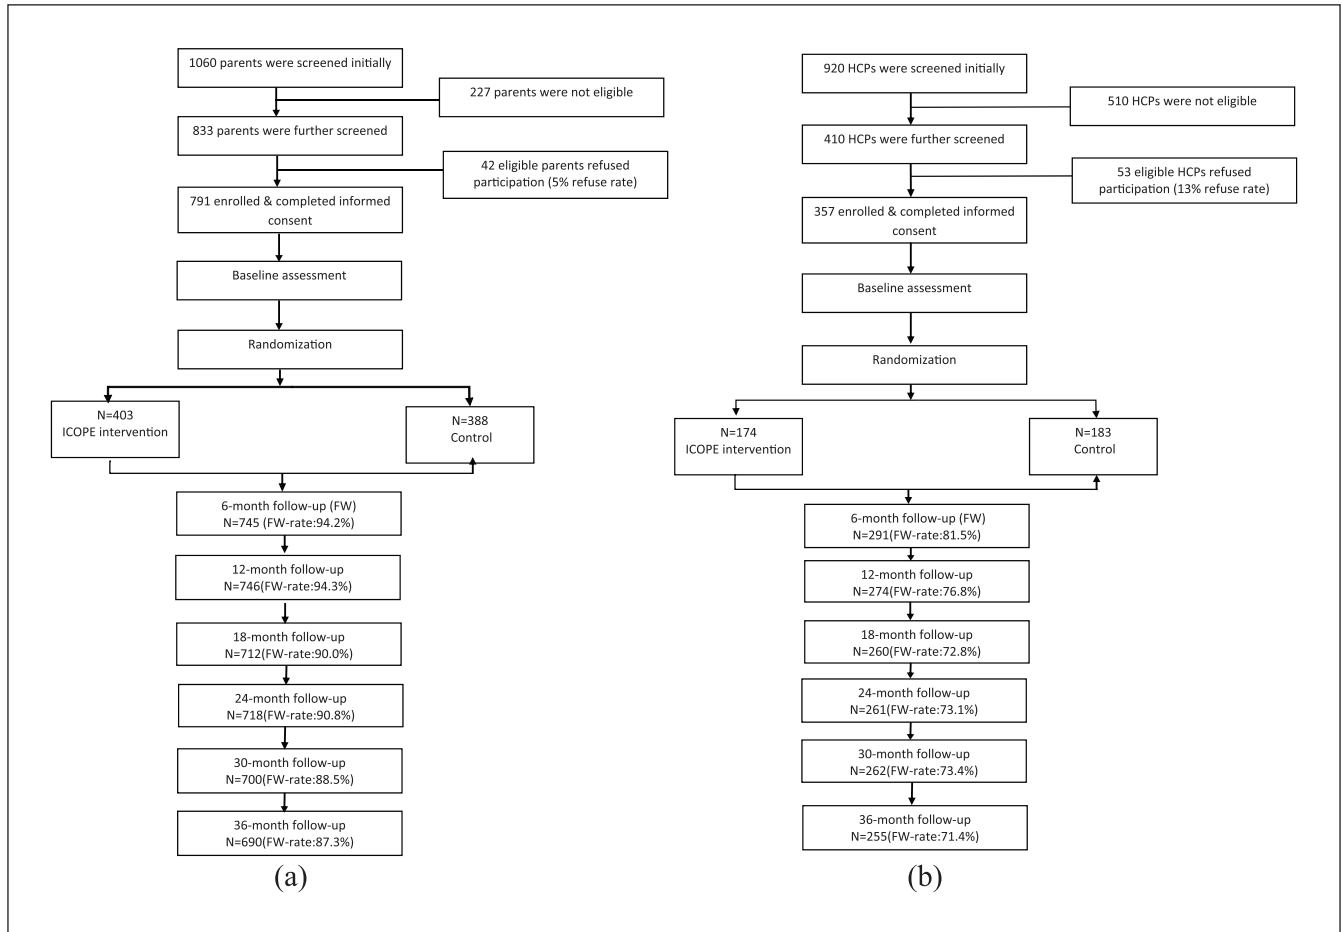 1060 parents were screened initially
227 parents were not eligible
833 parents were further screened
42 eligible parents refused
participation (5% refuse rate)
791 enrolled & completed informed
consent
Baseline assessment
Randomization
N=403
ICOPE intervention
N=388
Control
6-month follow-up (FW)
N=745 (FW-rate:94.2%)
12-month follow-up
N=746(FW-rate:94.3%)
18-month follow-up
N=712(FW-rate:90.0%)
24-month follow-up
N=718(FW-rate:90.8%)
30-month follow-up
N=700(FW-rate:88.5%)
36-month follow-up
N=690(FW-rate:87.3%)
(a)
920 HCPs were screened initially
510 HCPs were not eligible
410 HCPs were further screened
53 eligible HCPs refused
participation (13% refuse rate)
357 enrolled & completed informed
consent
Baseline assessment
Randomization
N=174
ICOPE intervention
N=183
Control
6-month follow-up (FW)
N=291(FW-rate:81.5%)
12-month follow-up
N=274(FW-rate:76.8%)
18-month follow-up
N=260(FW-rate:72.8%)
24-month follow-up
N=261(FW-rate:73.1%)
30-month follow-up
N=262(FW-rate:73.4%)
36-month follow-up
N=255(FW-rate:71.4%)
(b)